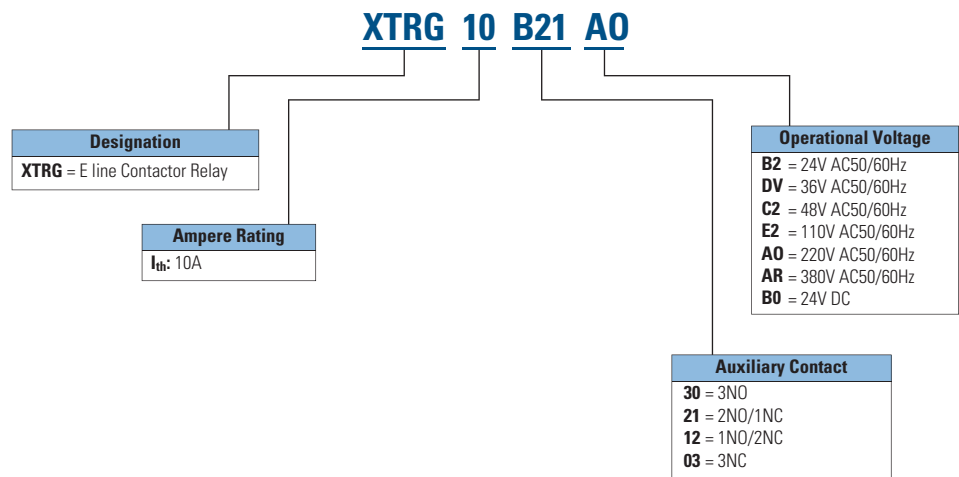 XTRG 10 B21 AO
Designation
XTRG = E line Contactor Relay
Ampere Rating
Ith: 10A
Operational Voltage
B2 = 24V AC50/60Hz
DV = 36V AC50/60Hz
C2 = 48V AC50/60Hz
E2 = 110V AC50/60Hz
AO = 220V AC50/60Hz
AR = 380V AC50/60Hz
B0 = 24V DC
Auxiliary Contact
30 = 3NO
21 = 2NO/1NC
12 = 1NO/2NC
03 = 3NC